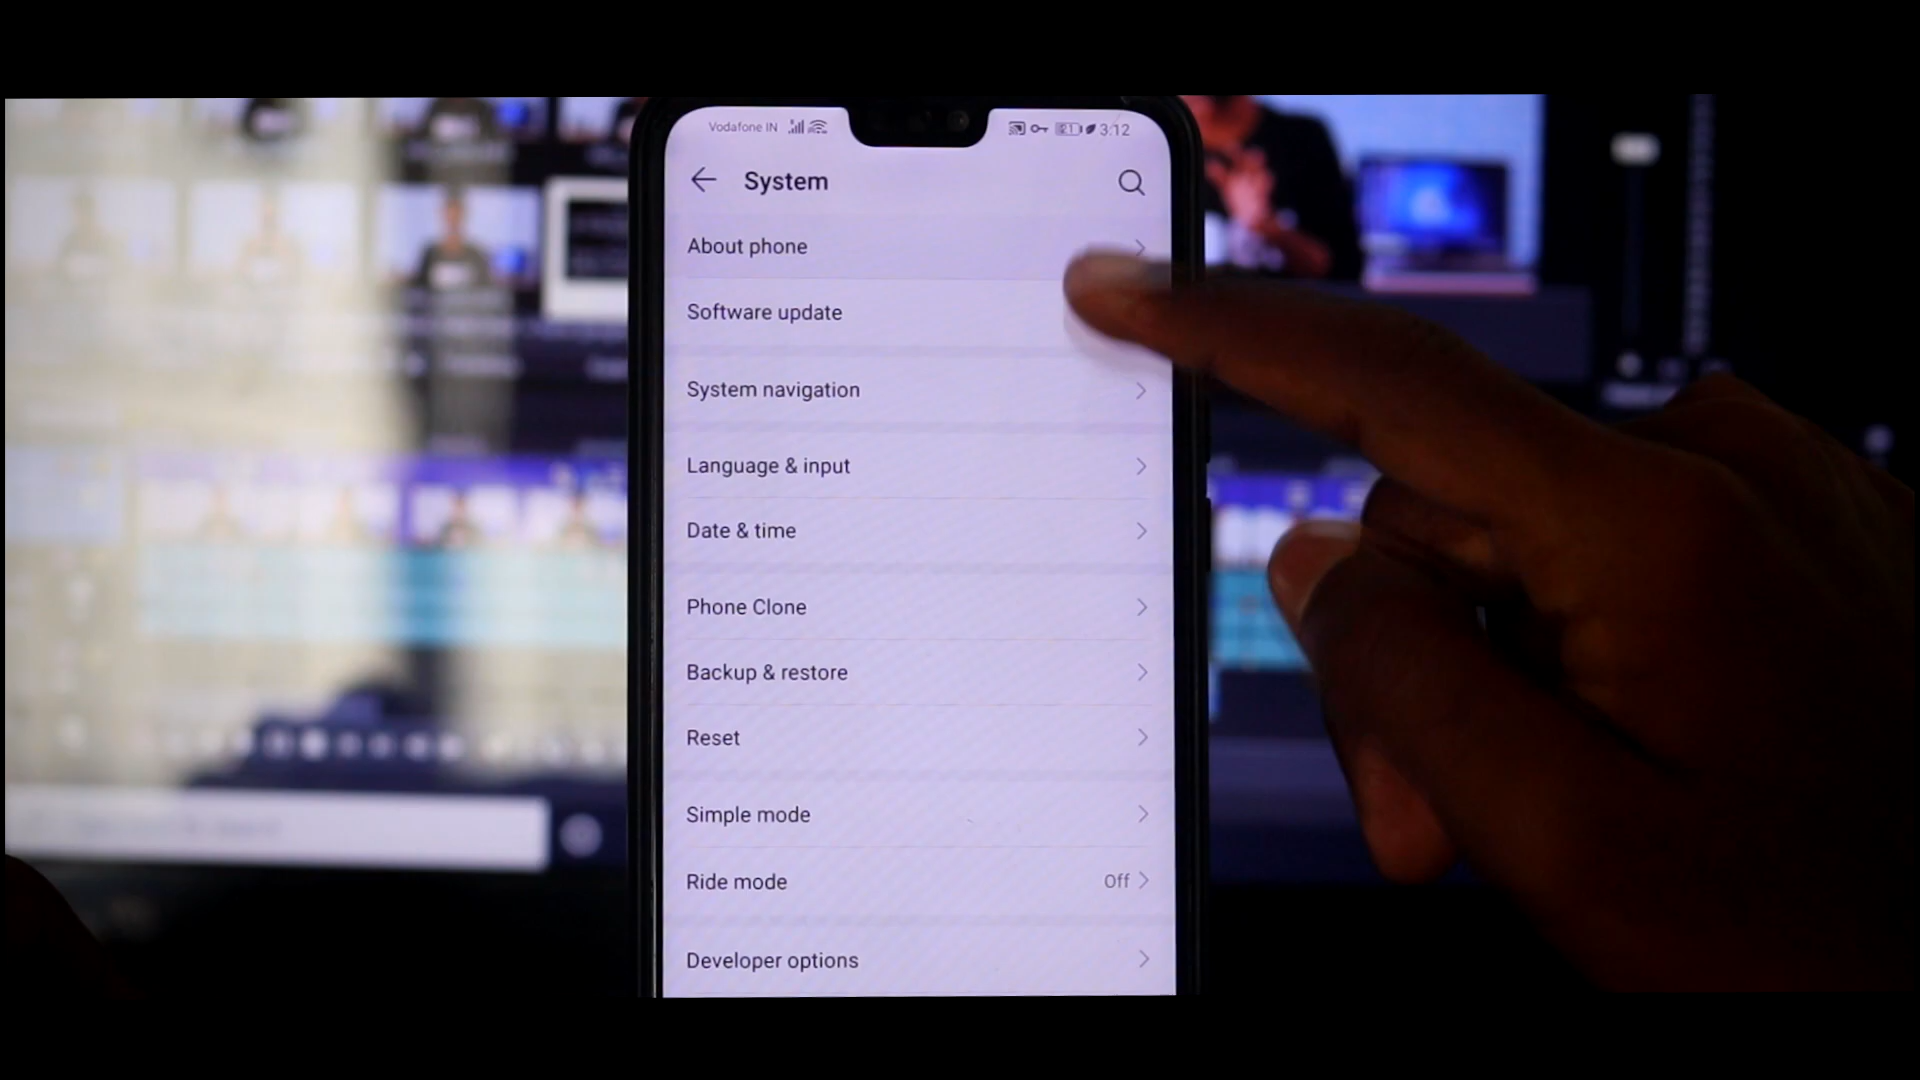 Vodafone IN 21 3:12
System
About phone
Software update
System navigation
Language & input
Date & time
Phone Clone
Backup & restore
Reset
Simple mode
Ride mode Off
Developer options